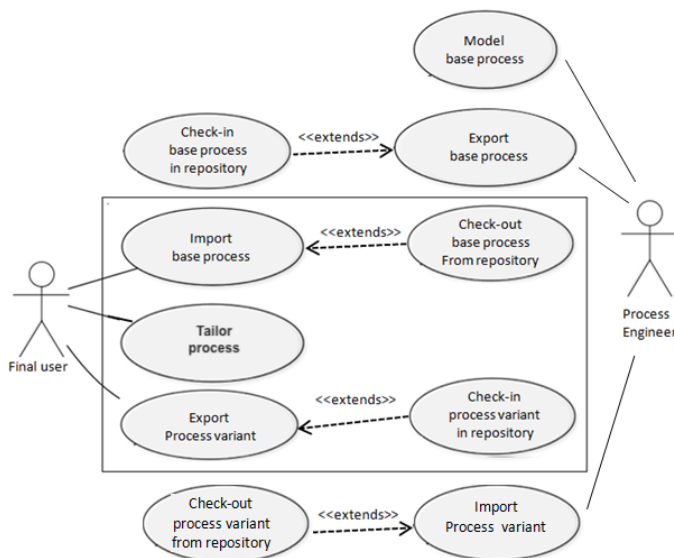 Model
base process
Check-in
base process
in repository
<<extends>>
Export
base process
Import
base process
<<extends>>
Check-out
base process
From repository
Process
Engineer
Tailor
process
Final user
Export
Process variant
<<extends>>
Check-in
process variant
in repository
Check-out
process variant
from repository
<<extends>>
Import
Process variant